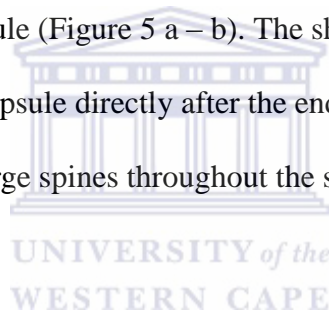 ule (Figure 5 a – b). The sh
psule directly after the end
rge spines throughout the s
UNIVERSITY of the
WESTERN CAPE